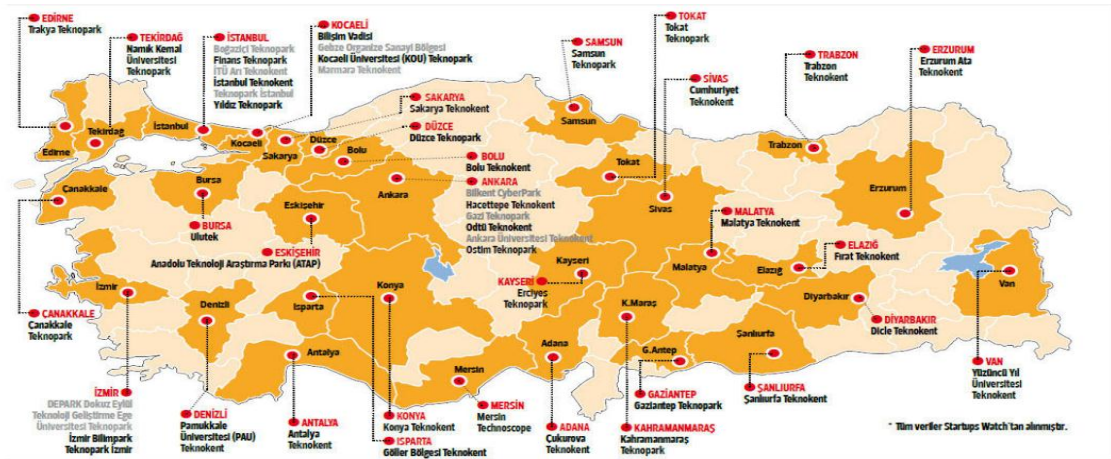 EDİRNE
Trakya Teknopark
TEKİRDAĞ
Namık Kemal
Üniversitesi
Teknopark
İSTANBUL
Boğaziçi Teknopark
Finans Teknopark
İTÜ Arı Teknokent
İstanbul Teknokent
Teknopark İstanbul
Yıldız Teknopark
KOCAELİ
Bilişim Vadisi
Gebze Organize Sanayi Bölgesi
Kocaeli Üniversitesi (KOU) Teknopark
Marmara Teknokent
SAKARYA
Sakarya Teknokent
DÜZCE
Düzce Teknopark
BOLU
Bolu Teknokent
ANKARA
Bilkent CyberPark
Hacettepe Teknokent
Gazi Teknopark
Odtü Teknokent
Ankara Üniversitesi Teknokent
Ostim Teknopark
SAMSUN
Samsun
Teknopark
TOKAT
Tokat
Teknopark
SİVAS
Cumhuriyet
Teknokent
TRABZON
Trabzon
Teknokent
ERZURUM
Erzurum Ata
Teknokent
Edirne
Tekirdağ
İstanbul
Kocaeli
Sakarya
Düzce
Bolu
Ankara
Samsun
Tokat
Sivas
Trabzon
Erzurum
Çanakkale
Bursa
Eskişehir
BURSA
Ulutek
ESKİŞEHİR
Anadolu Teknoloji Araştırma Parkı (ATAP)
MALATYA
Malatya Teknokent
ELAZIĞ
Fırat Teknokent
KAYSERİ
Erciyes
Teknopark
Kayseri
Malatya
Elazığ
Diyarbakır
Van
İzmir
Denizli
Isparta
Konya
Antalya
Mersin
Adana
K.Maraş
G.Antep
Şanlıurfa
ÇANAKKALE
Çanakkale
Teknopark
DİYARBAKIR
Dicle Teknokent
VAN
Yüzüncü Yıl
Üniversitesi
Teknokent
İZMİR
DEPARK Dokuz Eylül
Teknoloji Geliştirme Ege
Üniversitesi Teknopark
İzmir Bilimpark
Teknopark İzmir
DENİZLİ
Pamukkale
Üniversitesi (PAU)
Teknokent
ANTALYA
Antalya
Teknokent
KONYA
Konya Teknokent
ISPARTA
Göller Bölgesi Teknokent
MERSİN
Mersin
Technoscope
ADANA
Çukurova
Teknokent
KAHRAMANMARAŞ
Kahramanmaraş
Teknopark
GAZİANTEP
Gaziantep Teknopark
ŞANLIURFA
Şanlıurfa Teknokent
* Tüm veriler Startups Watch'tan alınmıştır.